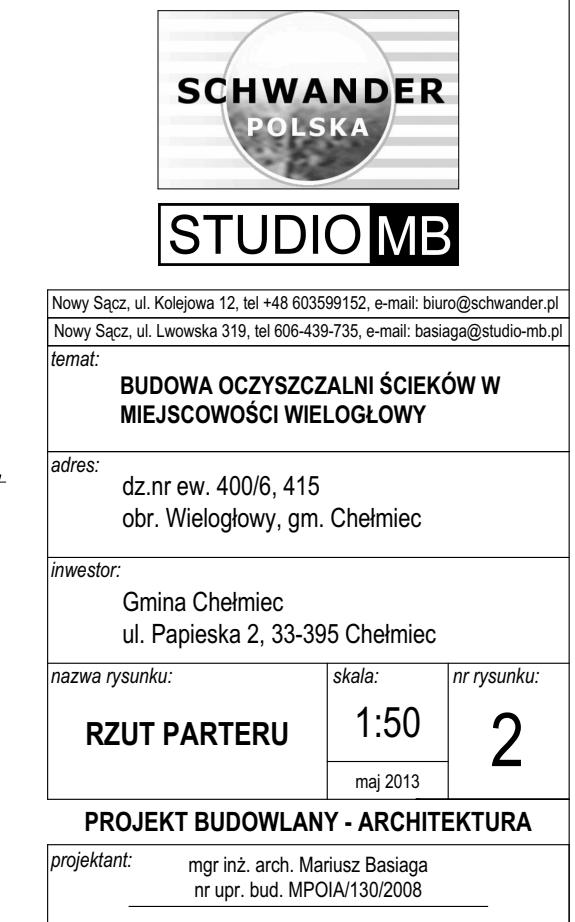 SCHWANDER
POLSKA
STUDIO MB
Nowy Sącz, ul. Kolejowa 12, tel +48 603599152, e-mail: biuro@schwander.pl
Nowy Sącz, ul. Lwowska 319, tel 606-439-735, e-mail: basiaga@studio-mb.pl
temat:
BUDOWA OCZYSZCZALNI ŚCIEKÓW W
MIEJSCOWOŚCI WIELOGŁOWY
adres:
dz.nr ew. 400/6, 415
obr. Wielogłowy, gm. Chełmiec
inwestor:
Gmina Chełmiec
ul. Papieska 2, 33-395 Chełmiec
nazwa rysunku:
RZUT PARTERU
skala:
1:50
maj 2013
nr rysunku:
2
PROJEKT BUDOWLANY - ARCHITEKTURA
projektant:
mgr inż. arch. Mariusz Basiaga
nr upr. bud. MPOIA/130/2008